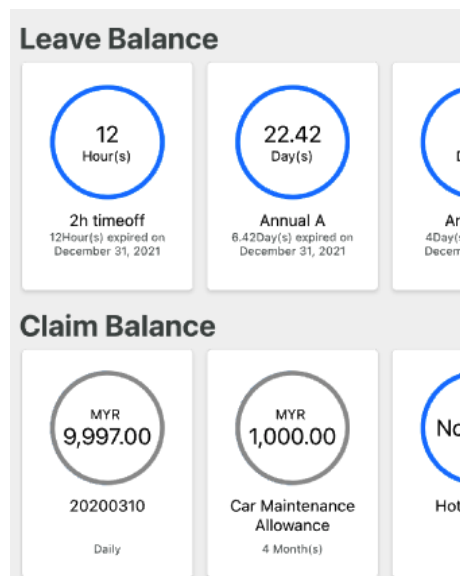 Leave Balance
12
Hour(s)
2h timeoff
12Hour(s) expired on
December 31, 2021
22.42
Day(s)
Annual A
6.42Day(s) expired on
December 31, 2021
Claim Balance
MYR
9,997.00
20200310
Daily
MYR
1,000.00
Car Maintenance
Allowance
4 Month(s)